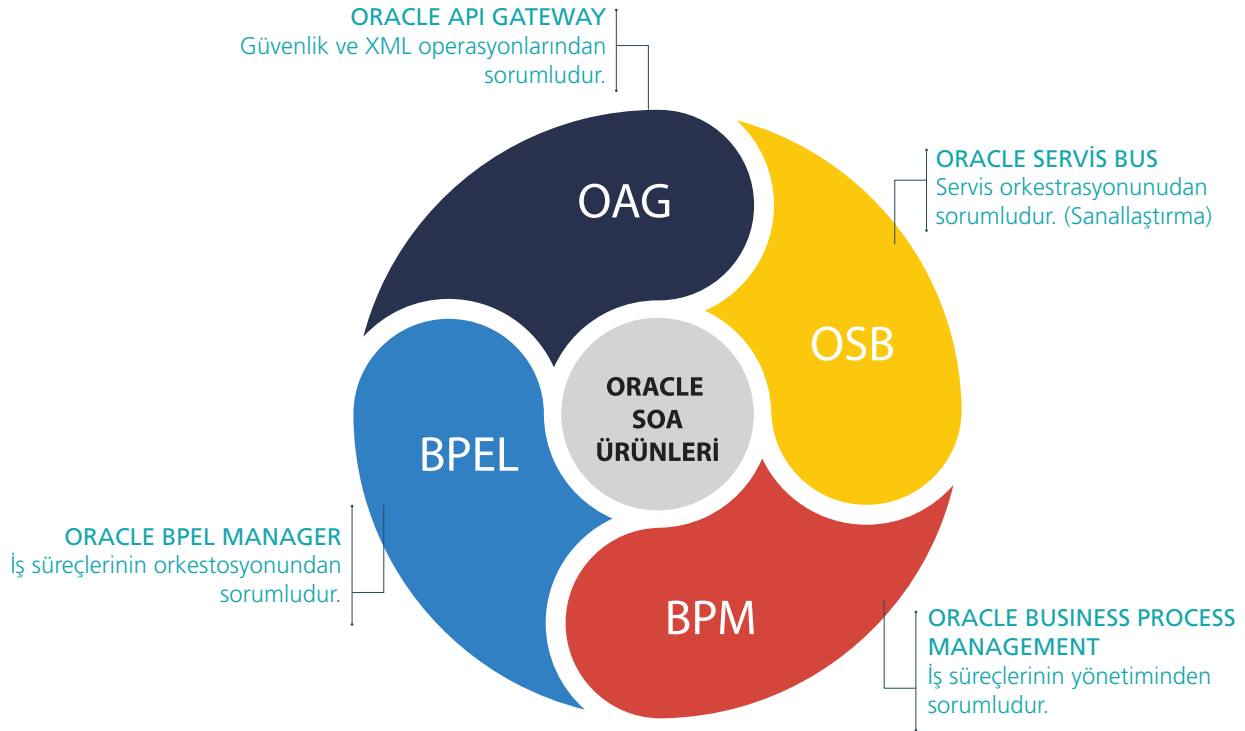 ORACLE API GATEWAY
Güvenlik ve XML operasyonlarından
sorumludur.
OAG
ORACLE SERVİS BUS
Servis orkestrasyonunudan
sorumludur. (Sanallaştırma)
OSB
ORACLE
SOA
ÜRÜNLERİ
BPEL
ORACLE BPEL MANAGER
İş süreçlerinin orkestosyonundan
sorumludur.
BPM
ORACLE BUSINESS PROCESS
MANAGEMENT
İş süreçlerinin yönetiminden
sorumludur.